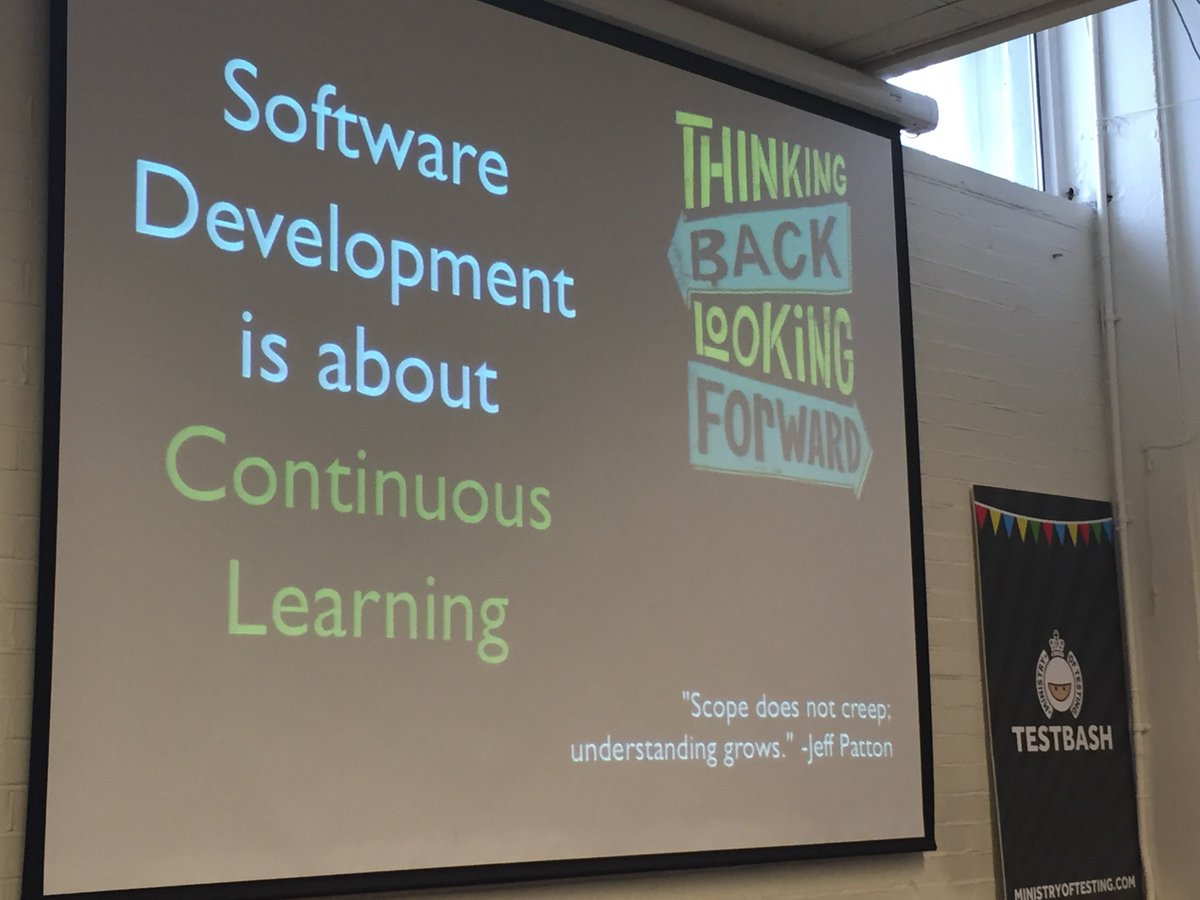 Software
Development
is about
Continuous
Learning
THINKING
BACK
LOOKiNG
FORWARD
"Scope does not creep;
understanding grows." -Jeff Patton
MINISTRY OF TESTING
TESTBASH
MINISTRYOFTESTING.COM